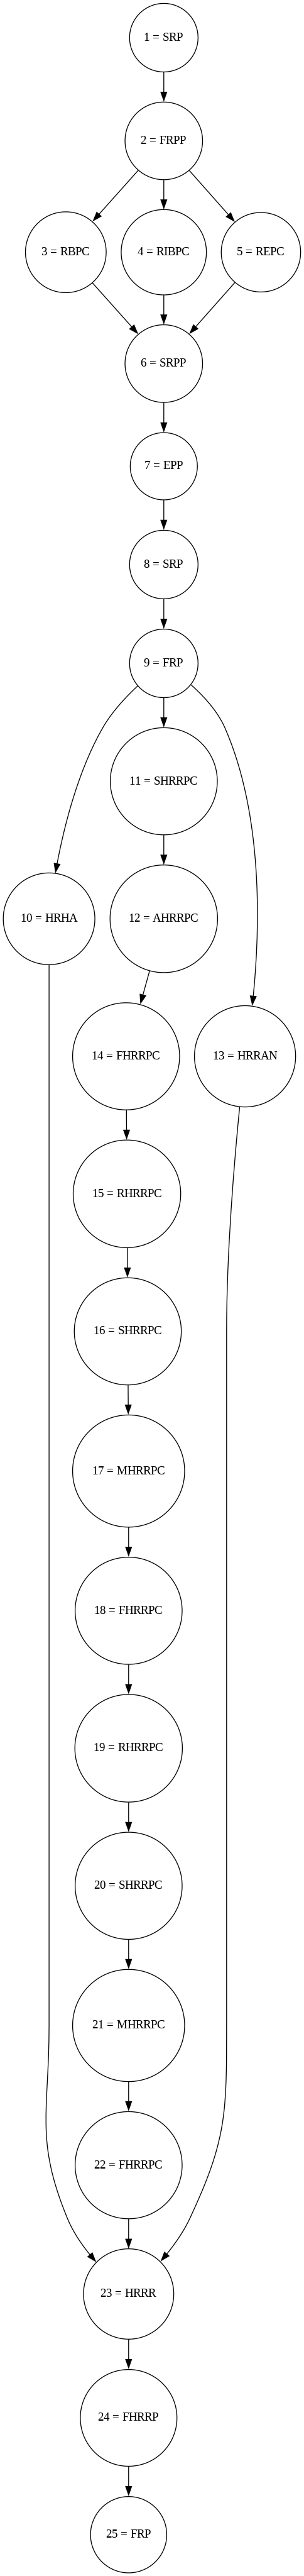 1 = SRP
2 = FRPP
3 = RBPC
4 = RIBPC
5 = REPC
6 = SRPP
7 = EPP
8 = SRP
9 = FRP
11 = SHRRPC
10 = HRHA
12 = AHRRPC
14 = FHRRPC
13 = HRRAN
15 = RHRRPC
16 = SHRRPC
17 = MHRRPC
18 = FHRRPC
19 = RHRRPC
20 = SHRRPC
21 = MHRRPC
22 = FHRRPC
23 = HRRR
24 = FHRRP
25 = FRP